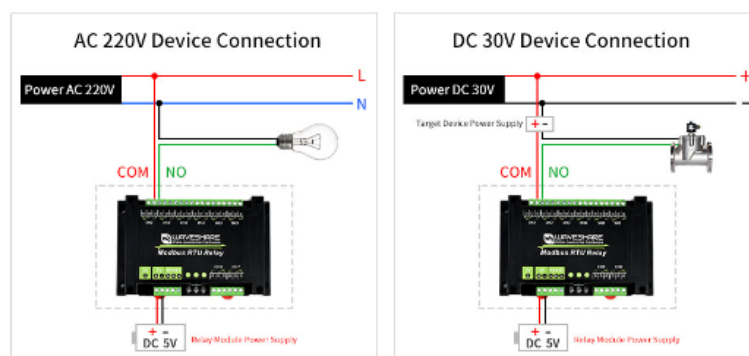 AC 220V Device Connection
Power AC 220V
L
N
COM
NO
WAVESHARE
Modbus RTU Relay
+ -
DC 5V
Relay Module Power Supply
DC 30V Device Connection
Power DC 30V
+
-
Target Device Power Supply
+ -
COM
NO
WAVESHARE
Modbus RTU Relay
+ -
DC 5V
Relay Module Power Supply